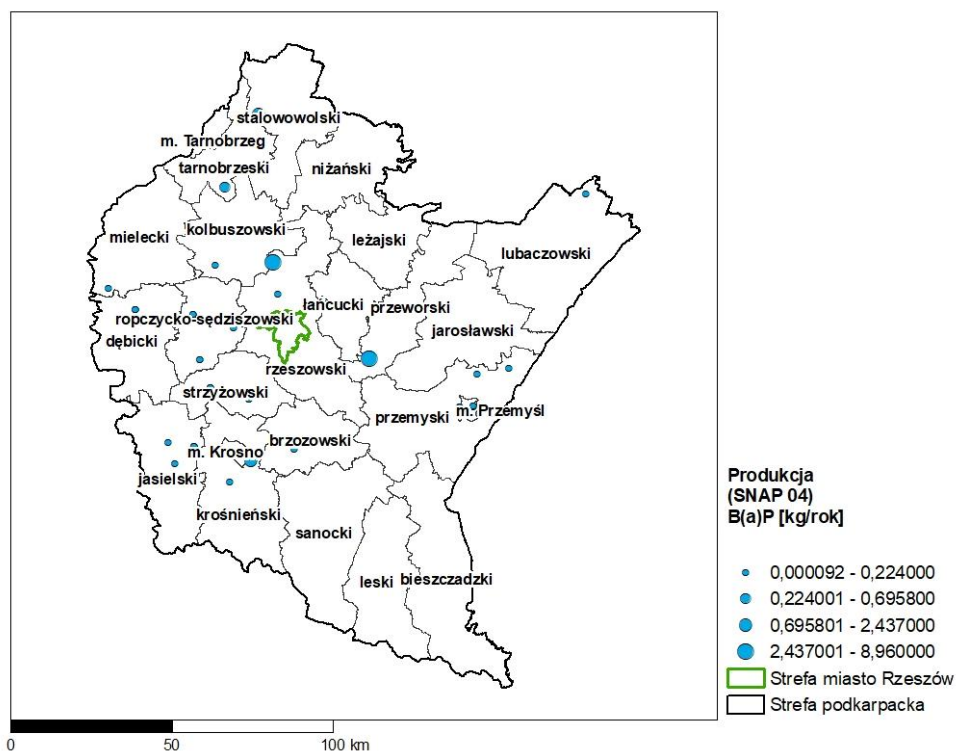 stalowowolski
m. Tarnobrzeg
tarnobrzeski
niżański
kolbuszowski
mielecki
leżajski
lubaczowski
łańcucki
przeworski
ropczycko-sędziszowski
jarosławski
dębicki
rzeszowski
strzyżowski
przemyski
m. Przemyśl
brzozowski
m. Krosno
jasielski
krośnieński
sanocki
leski
bieszczadzki
Produkcja
(SNAP 04)
B(a)P [kg/rok]
0,000092 - 0,224000
0,224001 - 0,695800
0,695801 - 2,437000
2,437001 - 8,960000
Strefa miasto Rzeszów
Strefa podkarpacka
0 50 100 km